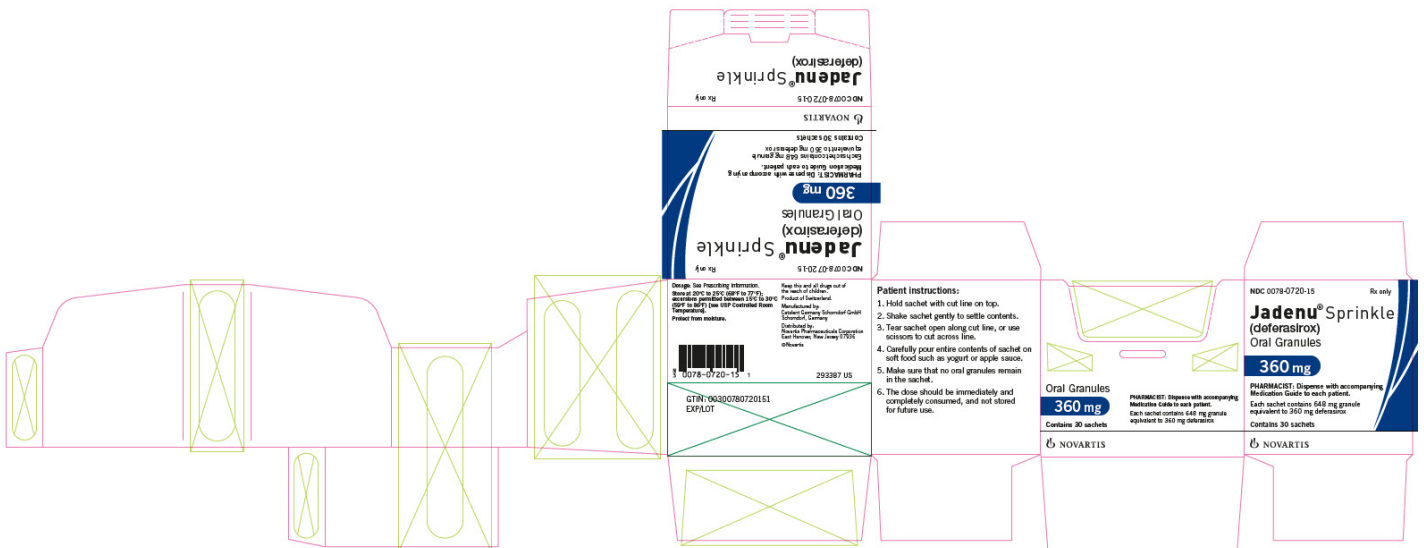 Jadenu® Sprinkle
(deferasirox)
NDC 0078-0720-15 Rx only
NOVARTIS
Contains 30 sachets
Each sachet contains 648 mg granule
equivalent to 360 mg deferasirox
PHARMACIST: Dispense with accompanying
Medication Guide to each patient.
360 mg
Oral Granules
Jadenu® Sprinkle
(deferasirox)
NDC 0078-0720-15 Rx only
Dosage: See Prescribing Information.
Store at 20°C to 25°C (68°F to 77°F);
excursions permitted between 15°C to 30°C
(59°F to 86°F) [see USP Controlled Room
Temperature].
Protect from moisture.
Keep this and all drugs out of
the reach of children.
Product of Switzerland.
Manufactured by:
Catalent Germany Schorndorf GmbH
Schorndorf, Germany
Distributed by:
Novartis Pharmaceuticals Corporation
East Hanover, New Jersey 07936
©Novartis
N
3 0078-0720-15 1
293387 US
GTIN: 00300780720151
EXP/LOT
Patient instructions:
1. Hold sachet with cut line on top.
2. Shake sachet gently to settle contents.
3. Tear sachet open along cut line, or use
scissors to cut across line.
4. Carefully pour entire contents of sachet on
soft food such as yogurt or apple sauce.
5. Make sure that no oral granules remain
in the sachet.
6. The dose should be immediately and
completely consumed, and not stored
for future use.
Oral Granules
360 mg
Contains 30 sachets
PHARMACIST: Dispense with accompanying
Medication Guide to each patient.
Each sachet contains 648 mg granule
equivalent to 360 mg deferasirox
NOVARTIS
NDC 0078-0720-15 Rx only
Jadenu® Sprinkle
(deferasirox)
Oral Granules
360 mg
PHARMACIST: Dispense with accompanying
Medication Guide to each patient.
Each sachet contains 648 mg granule
equivalent to 360 mg deferasirox
Contains 30 sachets
NOVARTIS